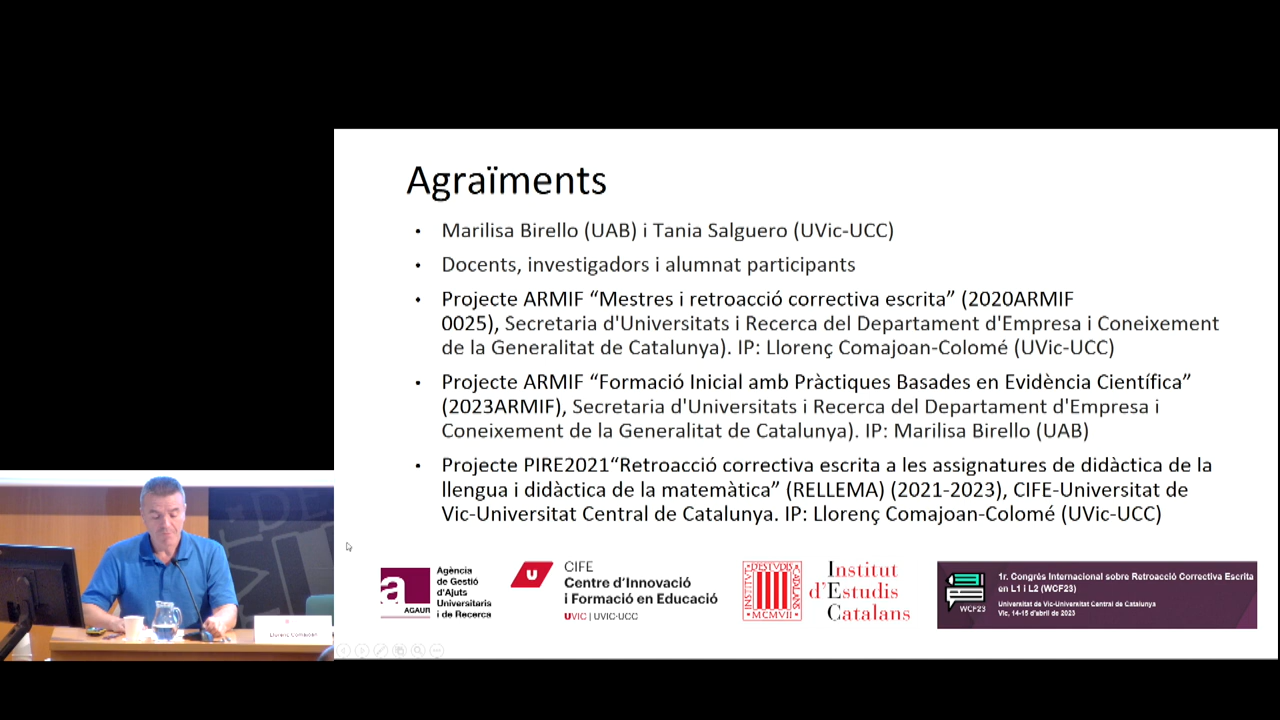 Agraïments
• Marilisa Birello (UAB) i Tania Salguero (UVic-UCC)
• Docents, investigadors i alumnat participants
• Projecte ARMIF “Mestres i retroacció correctiva escrita” (2020ARMIF
0025), Secretaria d'Universitats i Recerca del Departament d'Empresa i Coneixement
de la Generalitat de Catalunya). IP: Llorenç Comajoan-Colomé (UVic-UCC)
• Projecte ARMIF “Formació Inicial amb Pràctiques Basades en Evidència Científica”
(2023ARMIF), Secretaria d'Universitats i Recerca del Departament d'Empresa i
Coneixement de la Generalitat de Catalunya). IP: Marilisa Birello (UAB)
• Projecte PIRE2021“Retroacció correctiva escrita a les assignatures de didàctica de la
llengua i didàctica de la matemàtica” (RELLEMA) (2021-2023), CIFE-Universitat de
Vic-Universitat Central de Catalunya. IP: Llorenç Comajoan-Colomé (UVic-UCC)
a
AGAUR
Agència
de Gestió
d'Ajuts
Universitaris
i de Recerca
U
CIFE
Centre d'Innovació
i Formació en Educació
UVIC | UVIC·UCC
INSTITUT
D'ESTUDIS
CATALANS
MCMVII
Institut
d'Estudis
Catalans
WCF23
1r. Congrés Internacional sobre Retroacció Correctiva Escrita
en L1 i L2 (WCF23)
Universitat de Vic-Universitat Central de Catalunya
Vic, 14-15 d'abril de 2023
Llorenç Comajoan